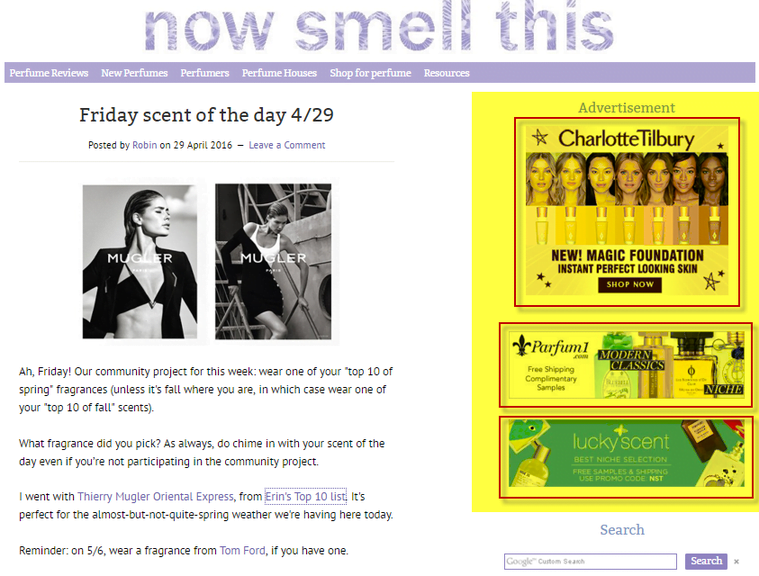 now smell this
Perfume Reviews New Perfumes Perfumers Perfume Houses Shop for perfume Resources
Friday scent of the day 4/29
Posted by Robin on 29 April 2016 — Leave a Comment
MUGLER
PARIS
MUGLER
PARIS
Ah, Friday! Our community project for this week: wear one of your "top 10 of
spring" fragrances (unless it's fall where you are, in which case wear one of
your "top 10 of fall" scents).
What fragrance did you pick? As always, do chime in with your scent of the
day even if you're not participating in the community project.
I went with Thierry Mugler Oriental Express, from Erin's Top 10 list. It's
perfect for the almost-but-not-quite-spring weather we're having here today.
Reminder: on 5/6, wear a fragrance from Tom Ford, if you have one.
Advertisement
Charlotte Tilbury
NEW! MAGIC FOUNDATION
INSTANT PERFECT LOOKING SKIN
SHOP NOW
Parfum1
.com
Free Shipping
Complimentary
Samples
MODERN
CLASSICS
NICHE
luckyscent
BEST NICHE SELECTION
FREE SAMPLES & SHIPPING
USE PROMO CODE NST
Search
Google™ Custom Search
Search ×